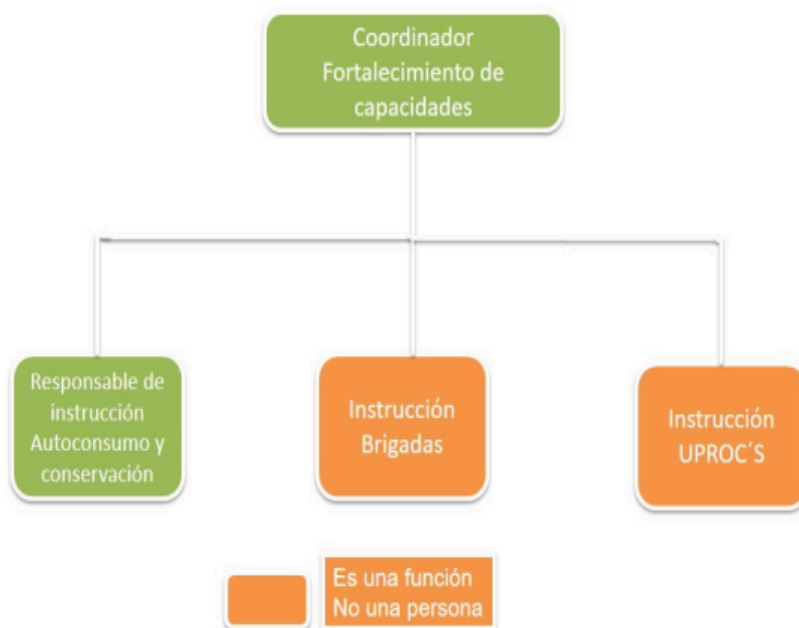 Coordinador
Fortalecimiento de
capacidades
Responsable de
instrucción
Autoconsumo y
conservación
Instrucción
Brigadas
Instrucción
UPROC´S
Es una función
No una persona